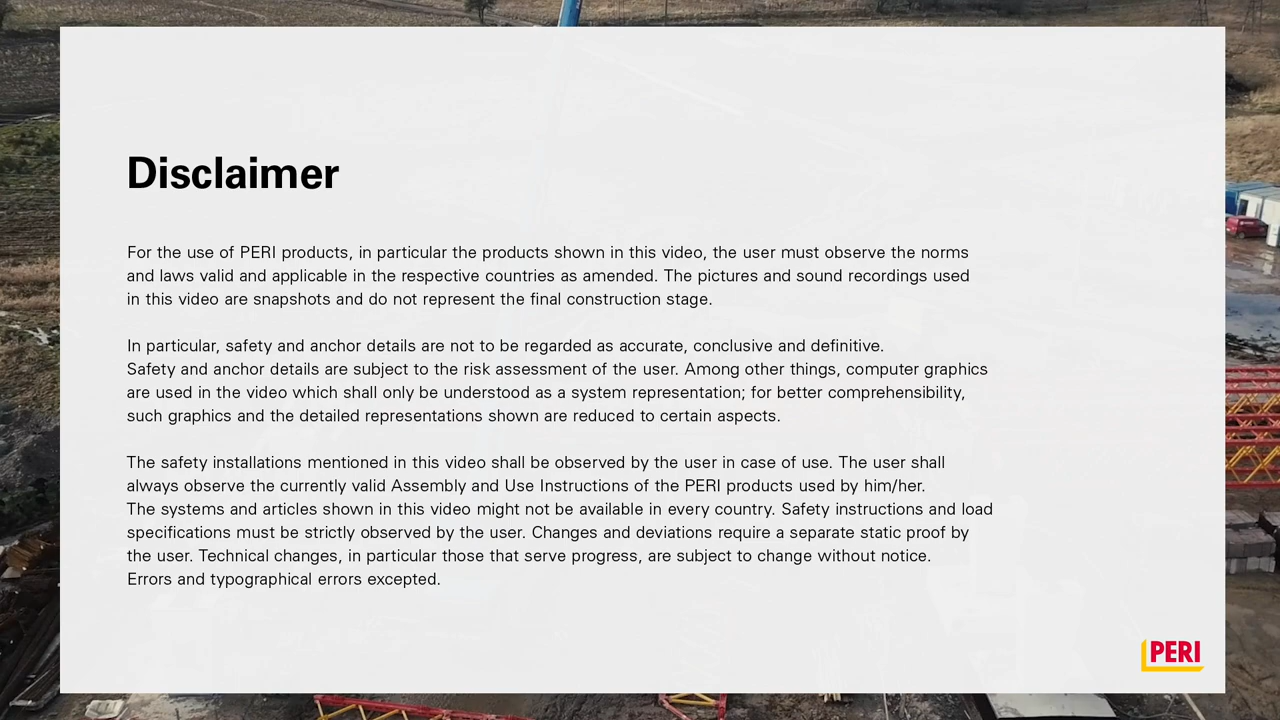 Disclaimer
For the use of PERI products, in particular the products shown in this video, the user must observe the norms
and laws valid and applicable in the respective countries as amended. The pictures and sound recordings used
in this video are snapshots and do not represent the final construction stage.
In particular, safety and anchor details are not to be regarded as accurate, conclusive and definitive.
Safety and anchor details are subject to the risk assessment of the user. Among other things, computer graphics
are used in the video which shall only be understood as a system representation; for better comprehensibility,
such graphics and the detailed representations shown are reduced to certain aspects.
The safety installations mentioned in this video shall be observed by the user in case of use. The user shall
always observe the currently valid Assembly and Use Instructions of the PERI products used by him/her.
The systems and articles shown in this video might not be available in every country. Safety instructions and load
specifications must be strictly observed by the user. Changes and deviations require a separate static proof by
the user. Technical changes, in particular those that serve progress, are subject to change without notice.
Errors and typographical errors excepted.
PERI